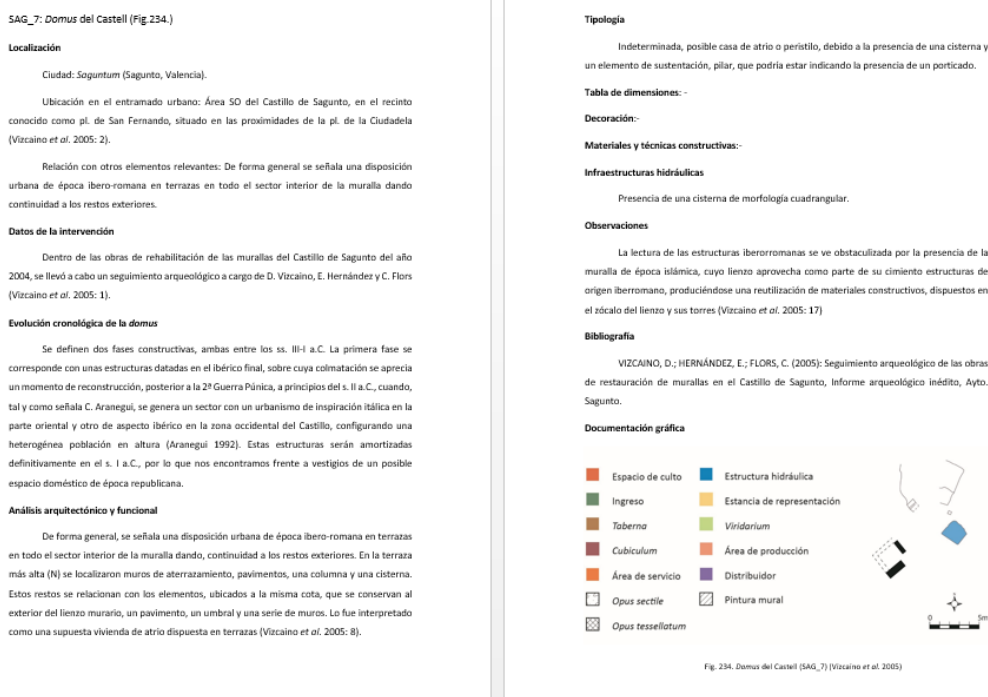 SAG_7: Domus del Castell (Fig.234.)
Localización
Ciudad: Saguntum (Sagunto, Valencia).
Ubicación en el entramado urbano: Área SO del Castillo de Sagunto, en el recinto
conocido como pl. de San Fernando, situado en las proximidades de la pl. de la Ciudadela
(Vizcaino et al. 2005: 2).
Relación con otros elementos relevantes: De forma general se señala una disposición
urbana de época ibero-romana en terrazas en todo el sector interior de la muralla dando
continuidad a los restos exteriores.
Datos de la intervención
Dentro de las obras de rehabilitación de las murallas del Castillo de Sagunto del año
2004, se llevó a cabo un seguimiento arqueológico a cargo de D. Vizcaino, E. Hernández y C. Flors
(Vizcaino et al. 2005: 1).
Evolución cronológica de la domus
Se definen dos fases constructivas, ambas entre los ss. III-I a.C. La primera fase se
corresponde con unas estructuras datadas en el ibérico final, sobre cuya colmatación se aprecia
un momento de reconstrucción, posterior a la 2ª Guerra Púnica, a principios del s. II a.C., cuando,
tal y como señala C. Aranegui, se genera un sector con un urbanismo de inspiración itálica en la
parte oriental y otro de aspecto ibérico en la zona occidental del Castillo, configurando una
heterogénea población en altura (Aranegui 1992). Estas estructuras serán amortizadas
definitivamente en el s. I a.C., por lo que nos encontramos frente a vestigios de un posible
espacio doméstico de época republicana.
Análisis arquitectónico y funcional
De forma general, se señala una disposición urbana de época ibero-romana en terrazas
en todo el sector interior de la muralla dando, continuidad a los restos exteriores. En la terraza
más alta (N) se localizaron muros de aterrazamiento, pavimentos, una columna y una cisterna.
Estos restos se relacionan con los elementos, ubicados a la misma cota, que se conservan al
exterior del lienzo murario, un pavimento, un umbral y una serie de muros. Lo fue interpretado
como una supuesta vivienda de atrio dispuesta en terrazas (Vizcaino et al. 2005: 8).
Tipología
Indeterminada, posible casa de atrio o peristilo, debido a la presencia de una cisterna y
un elemento de sustentación, pilar, que podría estar indicando la presencia de un porticado.
Tabla de dimensiones: -
Decoración:-
Materiales y técnicas constructivas:-
Infraestructuras hidráulicas
Presencia de una cisterna de morfología cuadrangular.
Observaciones
La lectura de las estructuras iberorromanas se ve obstaculizada por la presencia de la
muralla de época islámica, cuyo lienzo aprovecha como parte de su cimiento estructuras de
origen iberromano, produciéndose una reutilización de materiales constructivos, dispuestos en
el zócalo del lienzo y sus torres (Vizcaino et al. 2005: 17)
Bibliografía
VIZCAINO, D.; HERNÁNDEZ, E.; FLORS, C. (2005): Seguimiento arqueológico de las obras
de restauración de murallas en el Castillo de Sagunto, Informe arqueológico inédito, Ayto.
Sagunto.
Documentación gráfica
Espacio de culto
Estructura hidráulica
Ingreso
Estancia de representación
Taberna
Viridarium
Cubiculum
Área de producción
Área de servicio
Distribuidor
Opus sectile
Pintura mural
Opus tessellatum
0 5m
Fig. 234. Domus del Castell (SAG_7) (Vizcaino et al. 2005)